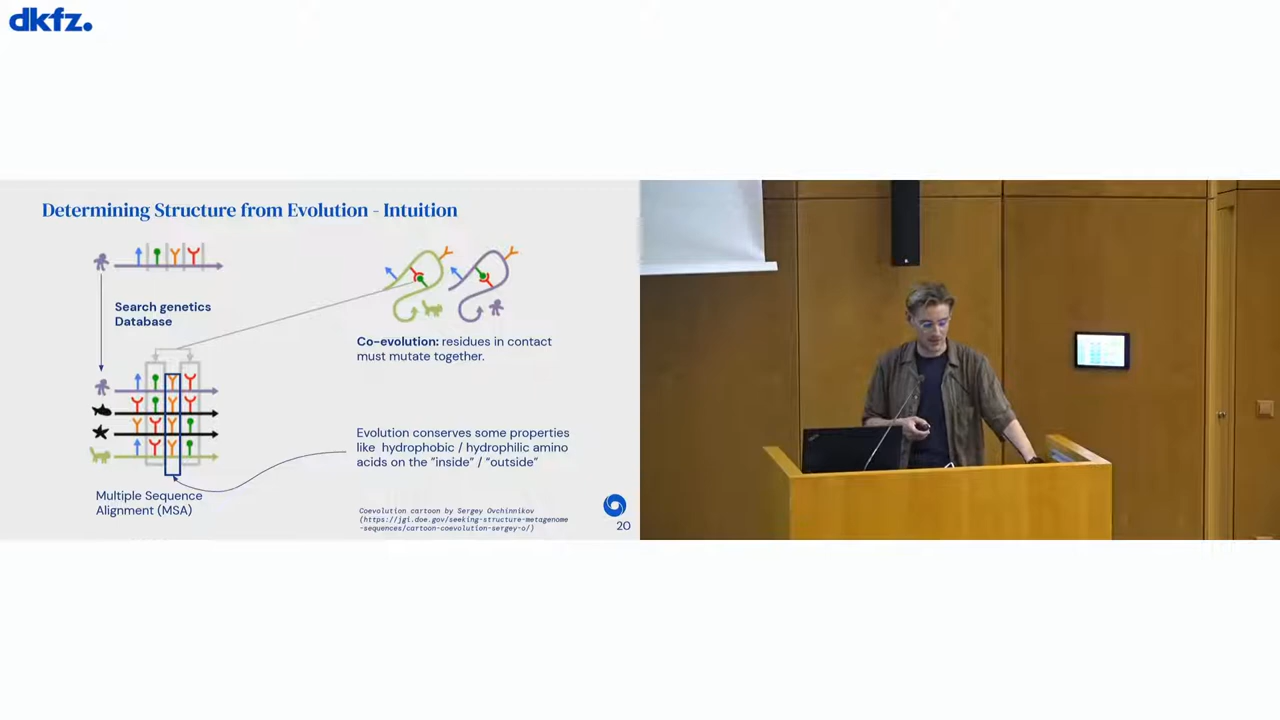 dkfz.
Determining Structure from Evolution - Intuition
Search genetics
Database
Co-evolution: residues in contact
must mutate together.
Evolution conserves some properties
like hydrophobic / hydrophilic amino
acids on the "inside" / "outside"
Multiple Sequence
Alignment (MSA)
Coevolution cartoon by Sergey Ovchinnikov
(https://jgi.doe.gov/seeking-structure-metagenome
-sequences/cartoon-coevolution-sergey-o/)
20